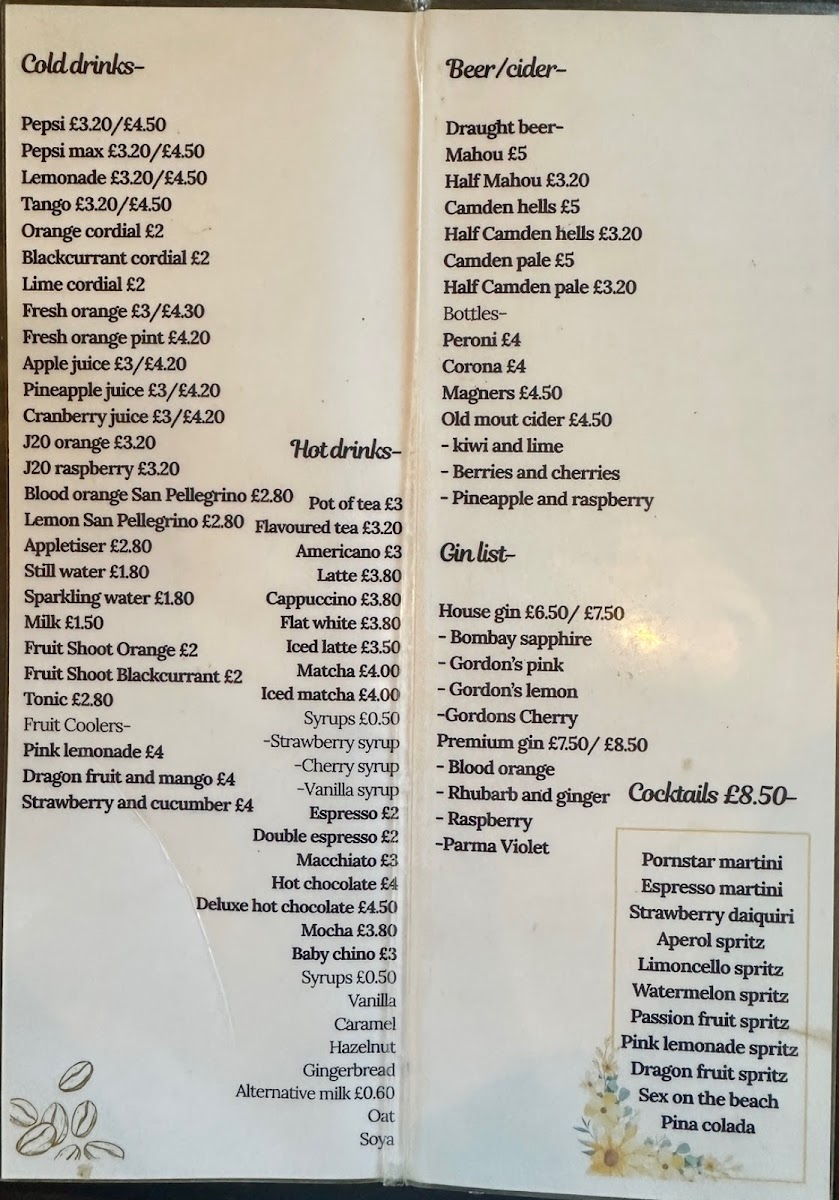 Cold drinks-
Pepsi £3.20/£4.50
Pepsi max £3.20/£4.50
Lemonade £3.20/£4.50
Tango £3.20/£4.50
Orange cordial £2
Blackcurrant cordial £2
Lime cordial £2
Fresh orange £3/£4.30
Fresh orange pint £4.20
Apple juice £3/£4.20
Pineapple juice £3/£4.20
Cranberry juice £3/£4.20
J20 orange £3.20
J20 raspberry £3.20
Blood orange San Pellegrino £2.80
Lemon San Pellegrino £2.80
Appletiser £2.80
Still water £1.80
Sparkling water £1.80
Milk £1.50
Fruit Shoot Orange £2
Fruit Shoot Blackcurrant £2
Tonic £2.80
Fruit Coolers-
Pink lemonade £4
Dragon fruit and mango £4
Strawberry and cucumber £4
Hot drinks-
Pot of tea £3
Flavoured tea £3.20
Americano £3
Latte £3.80
Cappuccino £3.80
Flat white £3.80
Iced latte £3.50
Matcha £4.00
Iced matcha £4.00
Syrups £0.50
-Strawberry syrup
-Cherry syrup
-Vanilla syrup
Espresso £2
Double espresso £2
Macchiato £3
Hot chocolate £4
Deluxe hot chocolate £4.50
Mocha £3.80
Baby chino £3
Syrups £0.50
Vanilla
Caramel
Hazelnut
Gingerbread
Alternative milk £0.60
Oat
Soya
Beer/cider-
Draught beer-
Mahou £5
Half Mahou £3.20
Camden hells £5
Half Camden hells £3.20
Camden pale £5
Half Camden pale £3.20
Bottles-
Peroni £4
Corona £4
Magners £4.50
Old mout cider £4.50
- kiwi and lime
- Berries and cherries
- Pineapple and raspberry
Gin list-
House gin £6.50/ £7.50
- Bombay sapphire
- Gordon's pink
- Gordon's lemon
-Gordons Cherry
Premium gin £7.50/ £8.50
- Blood orange
- Rhubarb and ginger
- Raspberry
-Parma Violet
Cocktails £8.50-
Pornstar martini
Espresso martini
Strawberry daiquiri
Aperol spritz
Limoncello spritz
Watermelon spritz
Passion fruit spritz
Pink lemonade spritz
Dragon fruit spritz
Sex on the beach
Pina colada